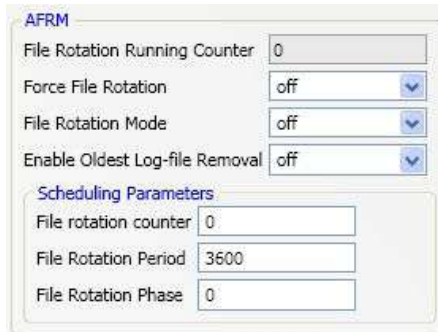 AFRM
File Rotation Running Counter 0
Force File Rotation off
File Rotation Mode off
Enable Oldest Log-file Removal off
Scheduling Parameters
File rotation counter 0
File Rotation Period 3600
File Rotation Phase 0